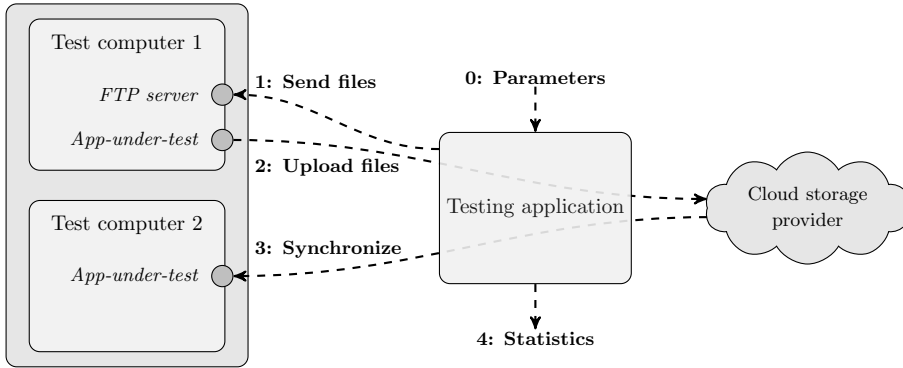 Test computer 1
FTP server
App-under-test
Test computer 2
App-under-test
1: Send files
2: Upload files
3: Synchronize
0: Parameters
Testing application
4: Statistics
Cloud storage
provider